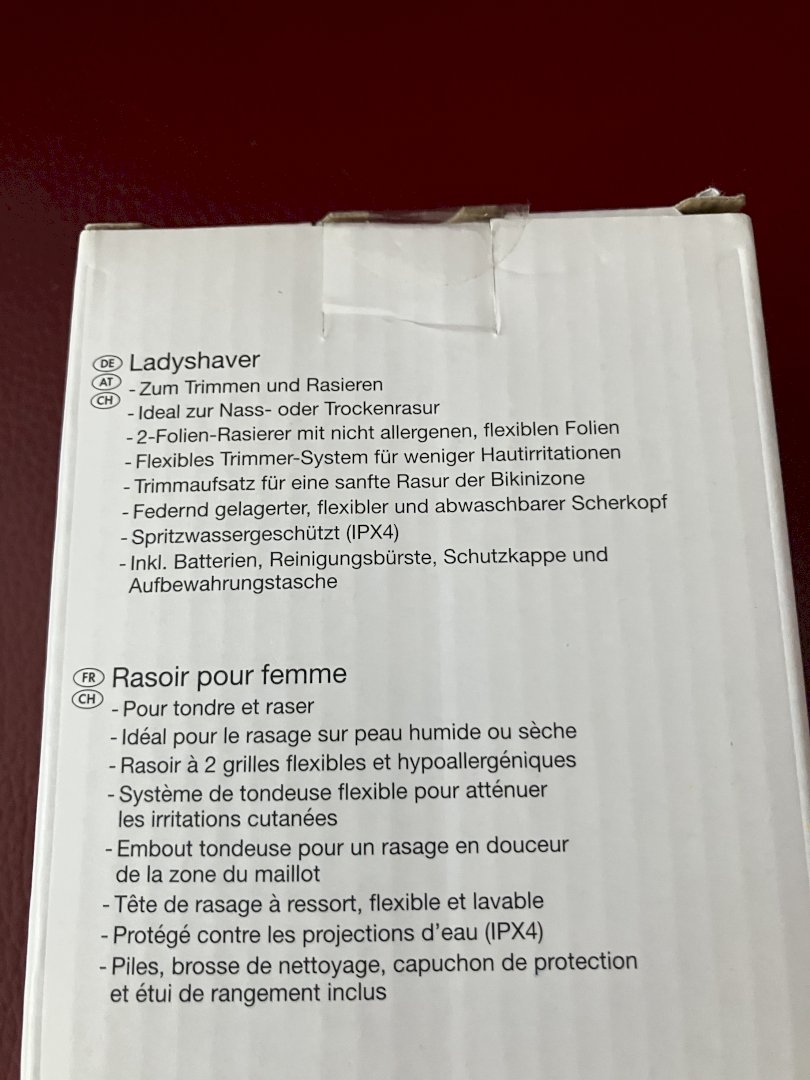 DE Ladyshaver
AT - Zum Trimmen und Rasieren
CH - Ideal zur Nass- oder Trockenrasur
- 2-Folien-Rasierer mit nicht allergenen, flexiblen Folien
- Flexibles Trimmer-System für weniger Hautirritationen
- Trimmaufsatz für eine sanfte Rasur der Bikinizone
- Federnd gelagerter, flexibler und abwaschbarer Scherkopf
- Spritzwassergeschützt (IPX4)
- Inkl. Batterien, Reinigungsbürste, Schutzkappe und
Aufbewahrungstasche
FR Rasoir pour femme
CH - Pour tondre et raser
- Idéal pour le rasage sur peau humide ou sèche
- Rasoir à 2 grilles flexibles et hypoallergéniques
- Système de tondeuse flexible pour atténuer
les irritations cutanées
- Embout tondeuse pour un rasage en douceur
de la zone du maillot
- Tête de rasage à ressort, flexible et lavable
- Protégé contre les projections d'eau (IPX4)
- Piles, brosse de nettoyage, capuchon de protection
et étui de rangement inclus